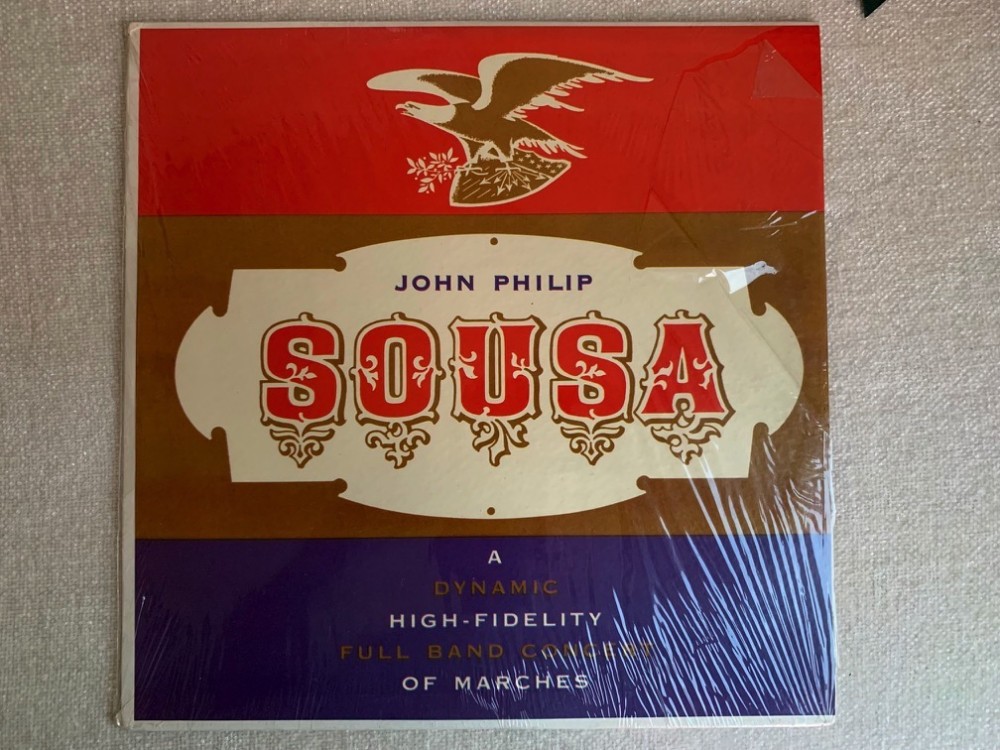 JOHN PHILIP
SOUSA
A
DYNAMIC
HIGH-FIDELITY
FULL BAND CONCERT
OF MARCHES